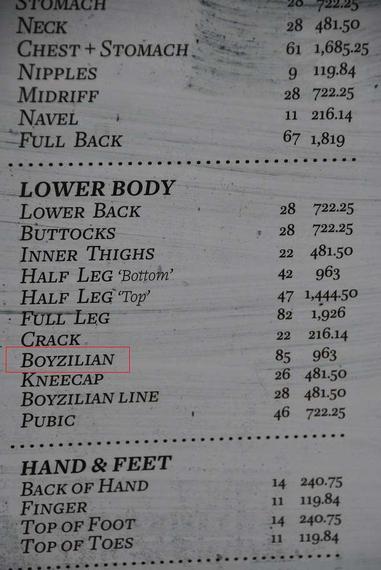 STOMACH 28 722.25
NECK 28 481.50
CHEST + STOMACH 61 1,685.25
NIPPLES 9 119.84
MIDRIFF 28 722.25
NAVEL 11 216.14
FULL BACK 67 1,819
LOWER BODY
LOWER BACK 28 722.25
BUTTOCKS 28 722.25
INNER THIGHS 22 481.50
HALF LEG 'Bottom' 42 963
HALF LEG 'Top' 47 1,444.50
FULL LEG 82 1,926
CRACK 22 216.14
BOYZILIAN 85 963
KNEECAP 26 481.50
BOYZILIAN LINE 28 481.50
PUBIC 46 722.25
HAND & FEET
BACK OF HAND 14 240.75
FINGER 11 119.84
TOP OF FOOT 14 240.75
TOP OF TOES 11 119.84